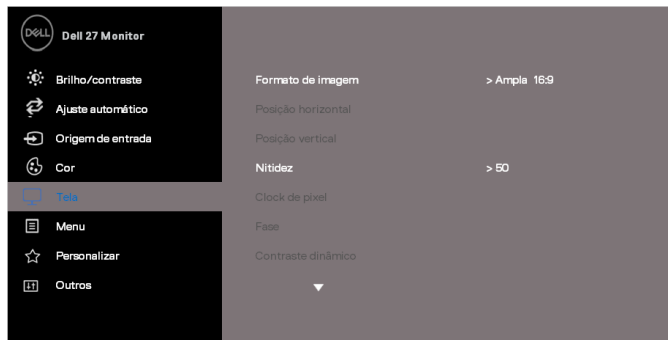 DELL
Dell 27 Monitor
Brilho/contraste
Formato de imagem > Ampla 16:9
Ajuste automático
Posição horizontal
Origem de entrada
Posição vertical
Cor
Nitidez > 50
Tela
Clock de pixel
Menu
Fase
Personalizar
Contraste dinâmico
Outros